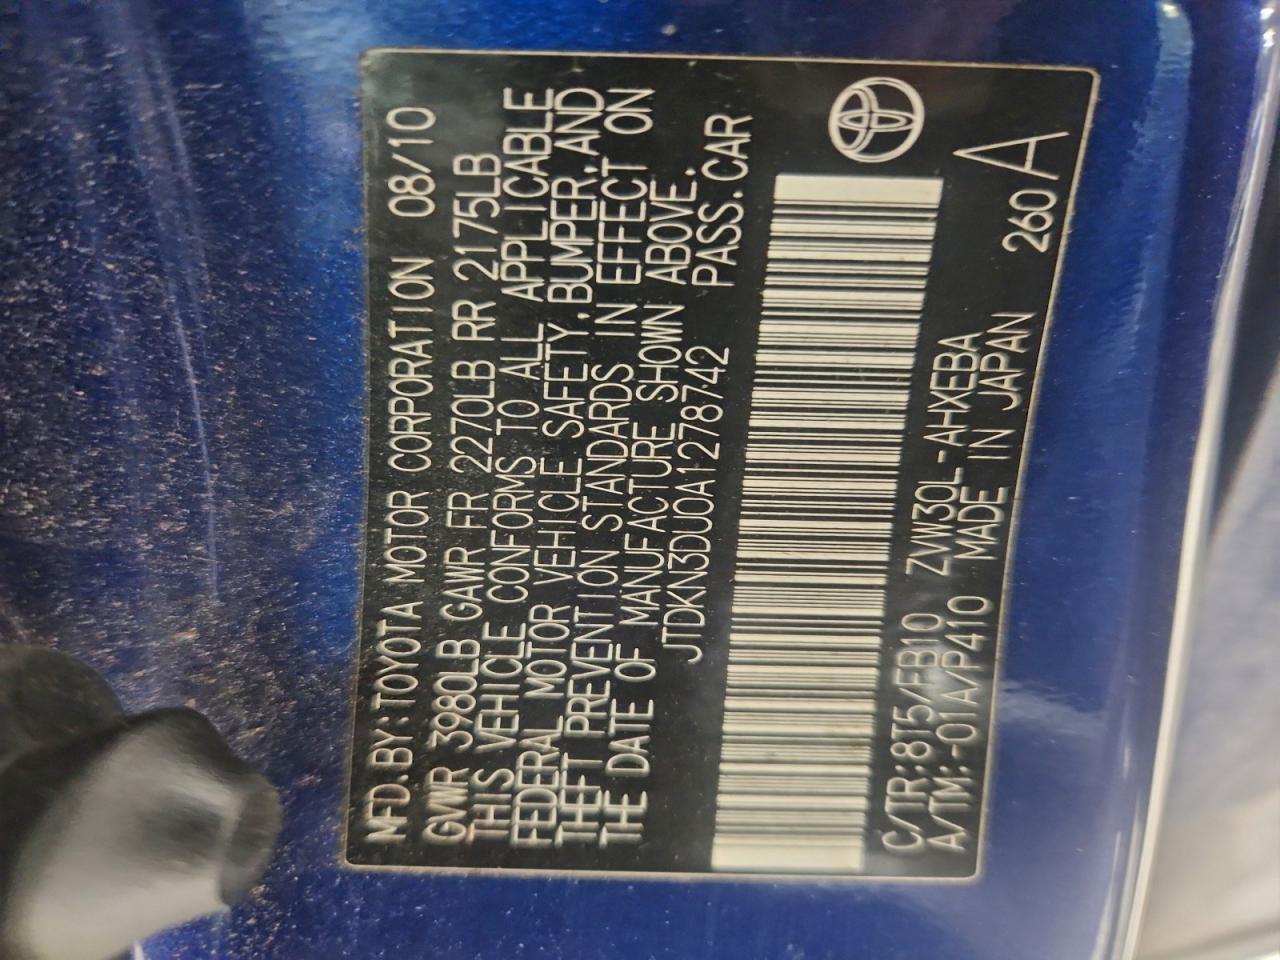 MFD.BY:TOYOTA MOTOR CORPORATION 08/10
GVWR 3980LB GAWR FR 2270LB RR 2175LB
THIS VEHICLE CONFORMS TO ALL APPLICABLE
FEDERAL MOTOR VEHICLE SAFETY,BUMPER,AND
THEFT PREVENTION STANDARDS IN EFFECT ON
THE DATE OF MANUFACTURE SHOWN ABOVE.
JTDKN3DU0A1278742 PASS.CAR
C/TR:8T5/FB10 ZVW30L-AHXEBA
A/TM:-01A/P410 MADE IN JAPAN 260 A